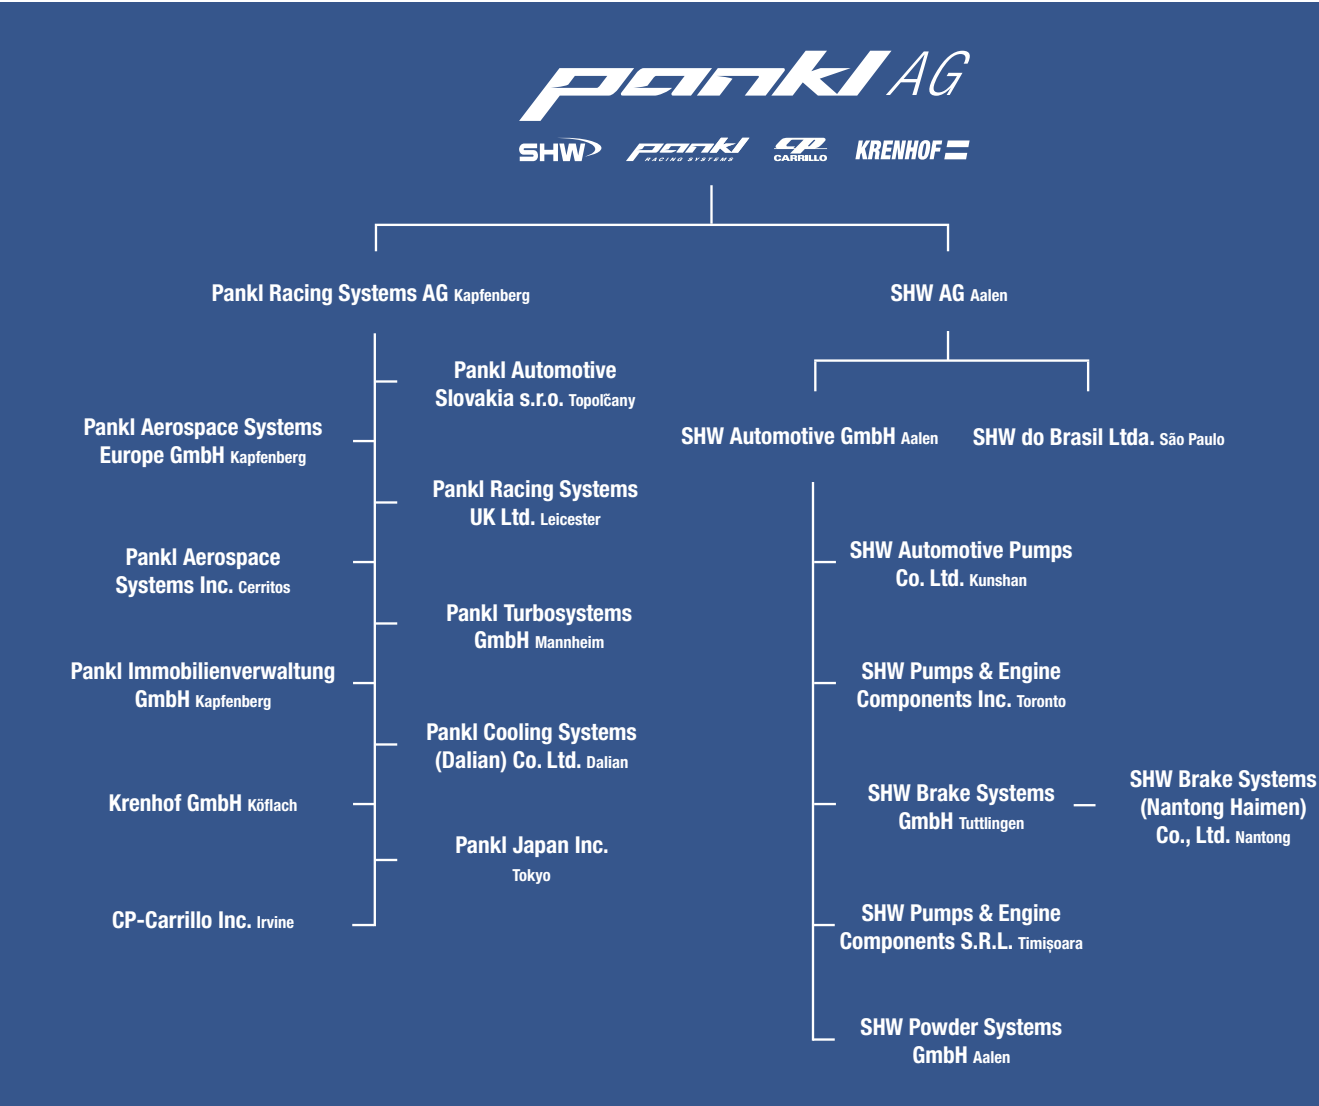 pankl AG
SHW
pankl
RACING SYSTEMS
CP
CARRILLO
KRENHOF
Pankl Racing Systems AG Kapfenberg
Pankl Automotive
Slovakia s.r.o. Topoľčany
Pankl Aerospace Systems
Europe GmbH Kapfenberg
Pankl Racing Systems
UK Ltd. Leicester
Pankl Aerospace
Systems Inc. Cerritos
Pankl Turbosystems
GmbH Mannheim
Pankl Immobilienverwaltung
GmbH Kapfenberg
Pankl Cooling Systems
(Dalian) Co. Ltd. Dalian
Krenhof GmbH Köflach
Pankl Japan Inc.
Tokyo
CP-Carrillo Inc. Irvine
SHW AG Aalen
SHW Automotive GmbH Aalen
SHW do Brasil Ltda. São Paulo
SHW Automotive Pumps
Co. Ltd. Kunshan
SHW Pumps & Engine
Components Inc. Toronto
SHW Brake Systems
GmbH Tuttlingen
SHW Brake Systems
(Nantong Haimen)
Co., Ltd. Nantong
SHW Pumps & Engine
Components S.R.L. Timișoara
SHW Powder Systems
GmbH Aalen